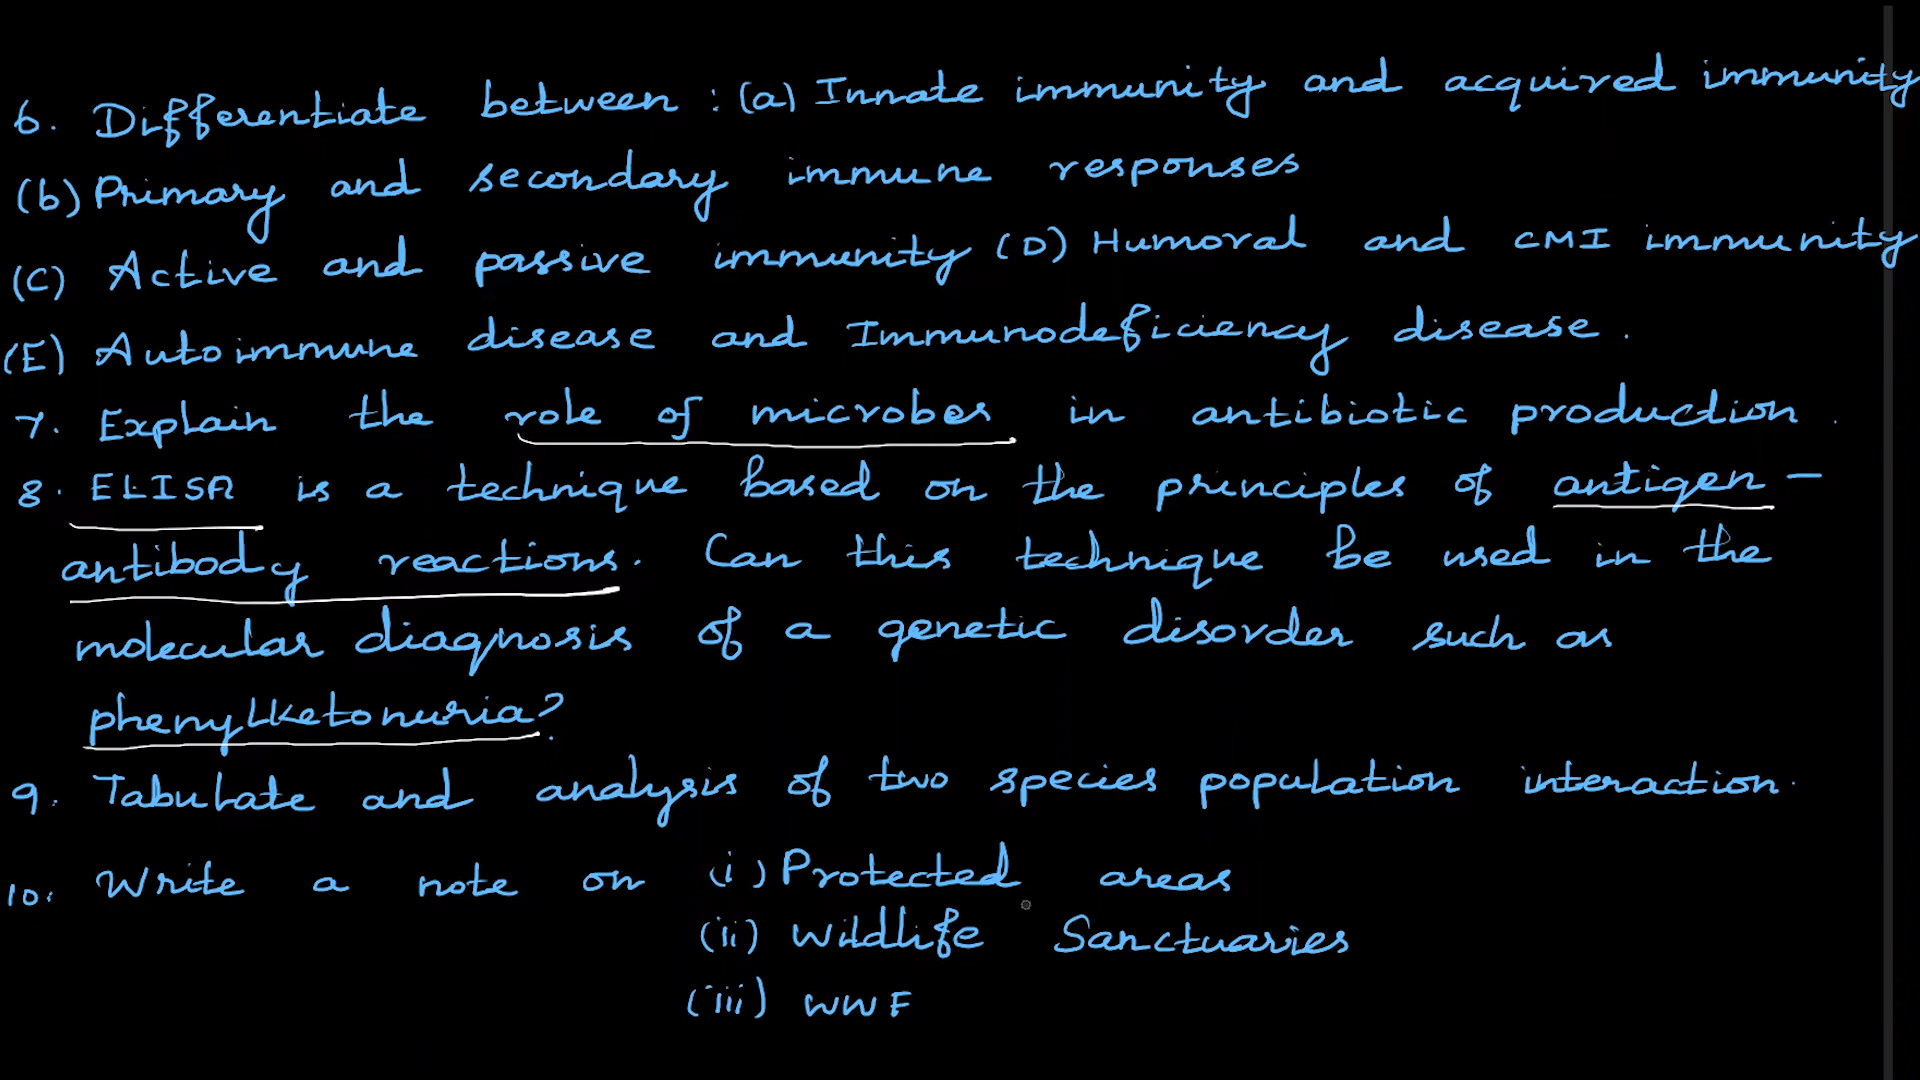 6. Differentiate between : (a) Innate immunity and acquired immunity
(b) Primary and secondary immune responses
(C) Active and passive immunity (D) Humoral and CMI immunity
(E) Autoimmune disease and Immunodeficiency disease.
7. Explain the role of microbes in antibiotic production.
8. ELISA is a technique based on the principles of antigen -
antibody reactions. Can this technique be used in the
molecular diagnosis of a genetic disorder such as
phenylketonuria?
9. Tabulate and analysis of two species population interaction.
10. Write a note on (i) Protected areas
(ii) Wildlife Sanctuaries
(iii) WWF